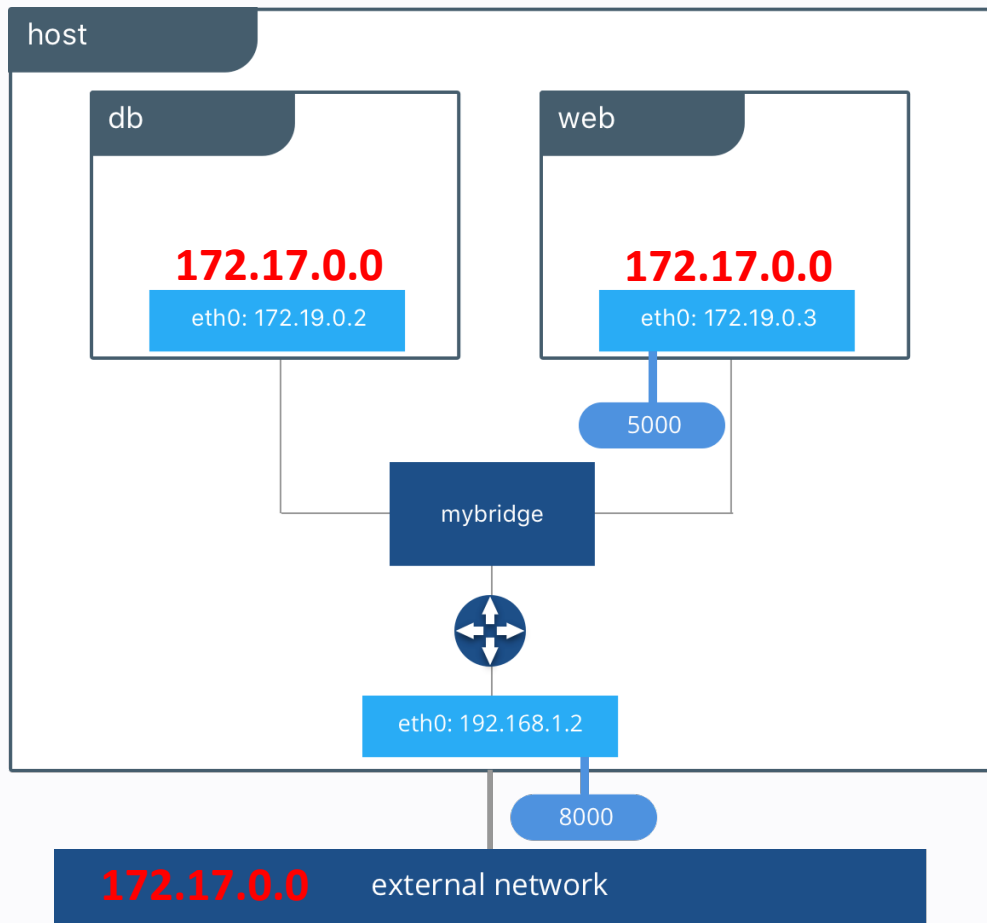 host
db
web
172.17.0.0
172.17.0.0
eth0: 172.19.0.2
eth0: 172.19.0.3
5000
mybridge
eth0: 192.168.1.2
8000
172.17.0.0 external network